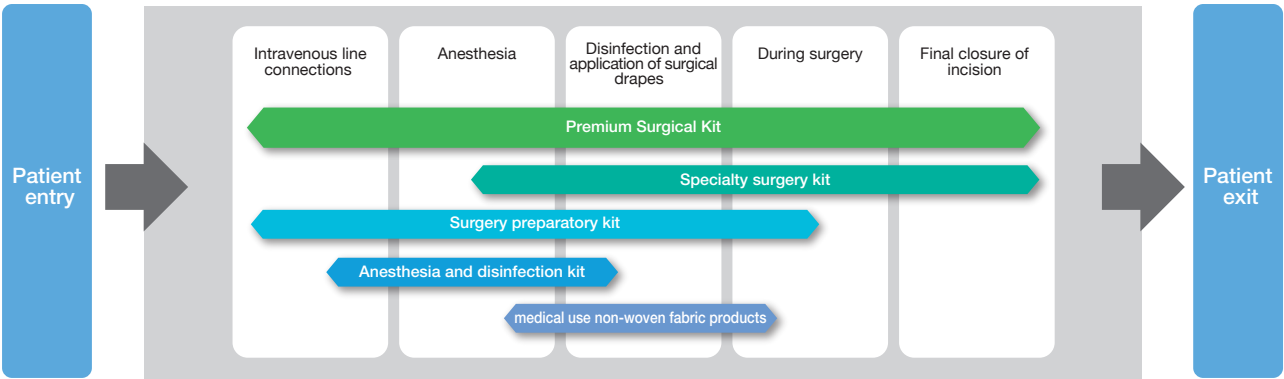 Patient
entry
Intravenous line
connections
Anesthesia
Disinfection and
application of surgical
drapes
During surgery
Final closure of
incision
Premium Surgical Kit
Specialty surgery kit
Surgery preparatory kit
Anesthesia and disinfection kit
medical use non-woven fabric products
Patient
exit